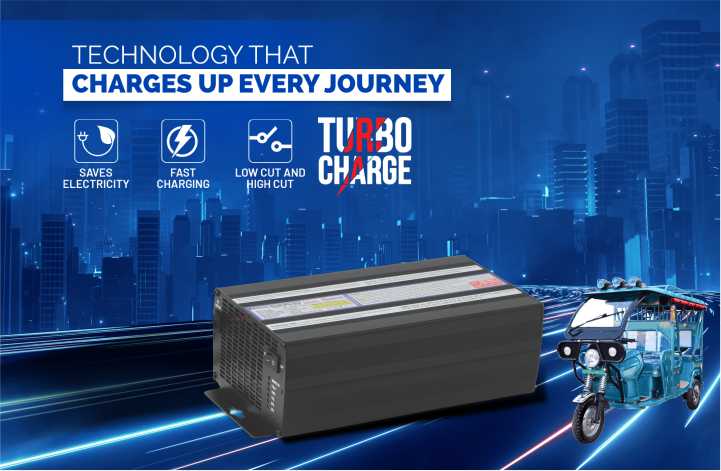 TECHNOLOGY THAT
CHARGES UP EVERY JOURNEY
SAVES
ELECTRICITY
FAST
CHARGING
LOW CUT AND
HIGH CUT
TURBO
CHARGE